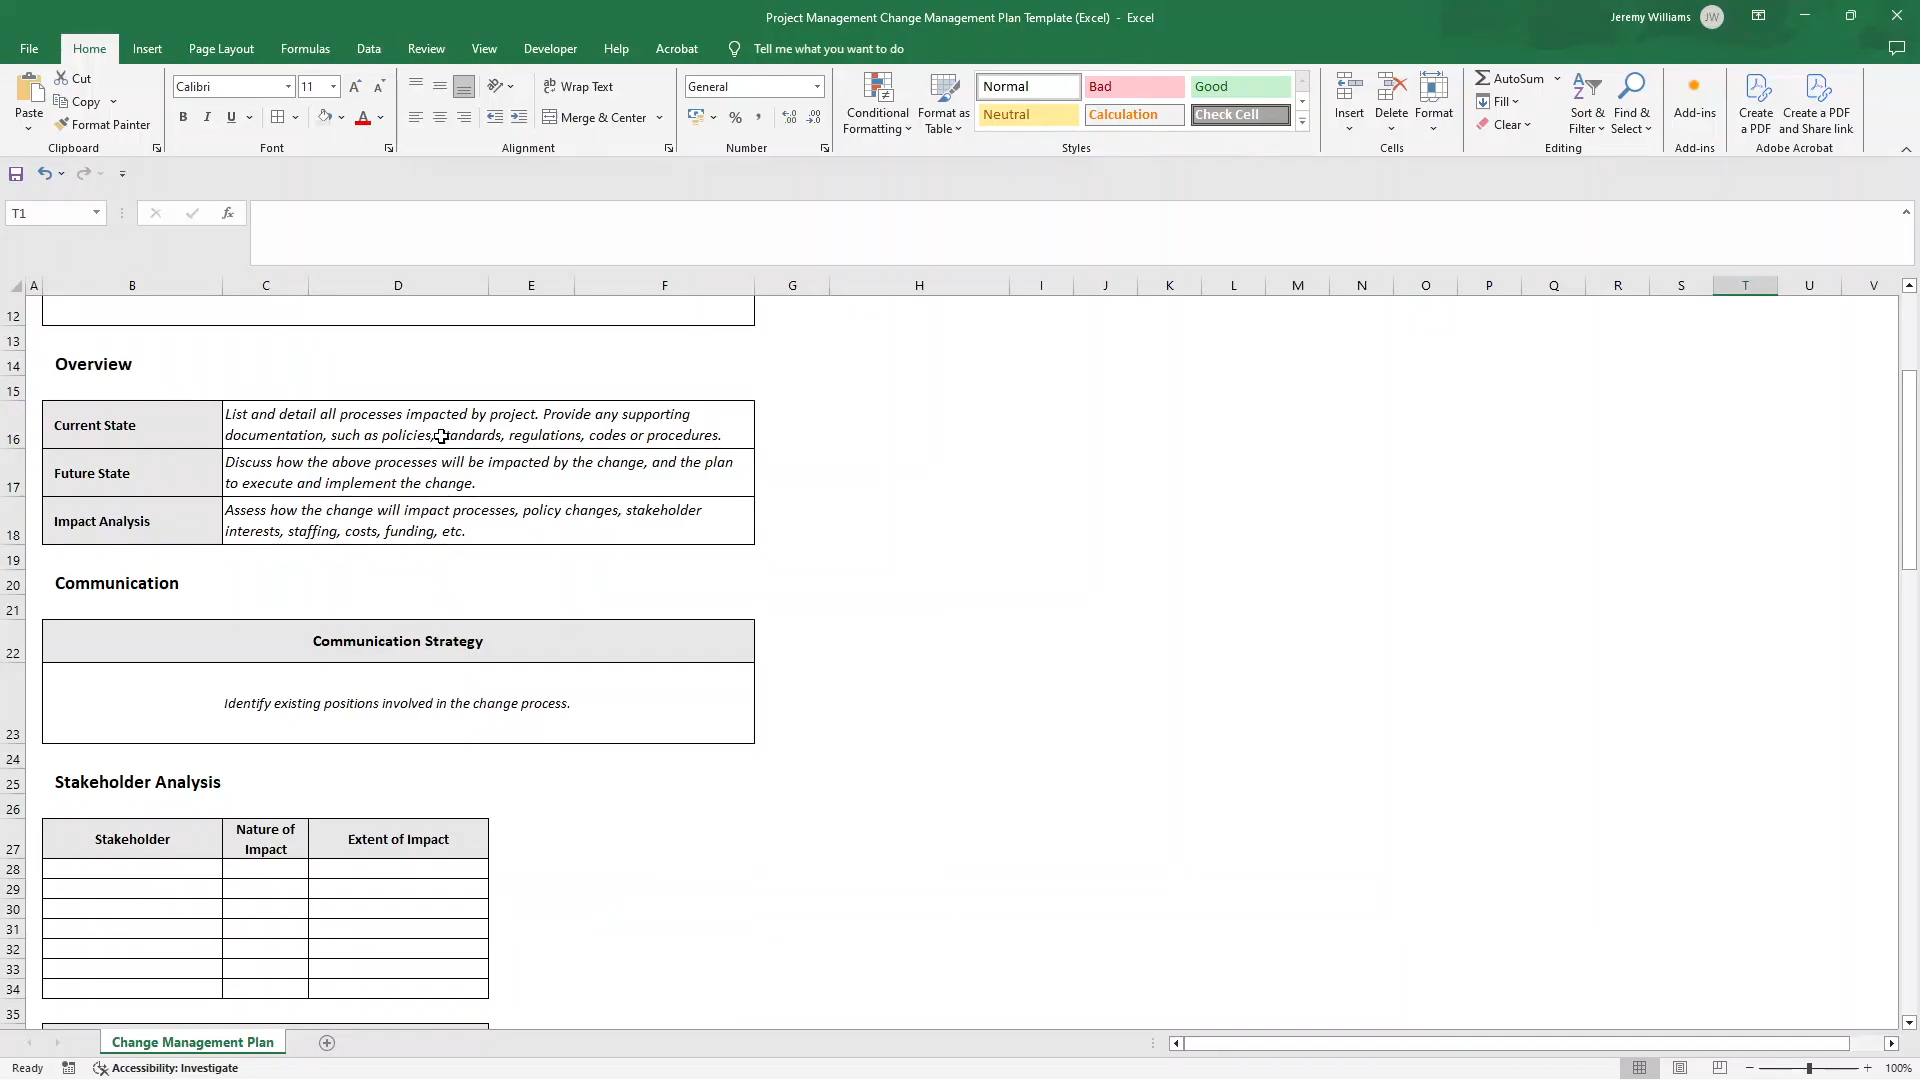 Project Management Change Management Plan Template (Excel) - Excel
Jeremy Williams JW
File Home Insert Page Layout Formulas Data Review View Developer Help Acrobat Tell me what you want to do
Paste
Cut
Copy
Format Painter
Clipboard
Calibri 11
A A
B I U A
Font
Wrap Text
Merge & Center
Alignment
General
% ,
Number
Conditional Formatting
Format as Table
Normal Bad Good
Neutral Calculation Check Cell
Styles
Insert Delete Format
Cells
AutoSum
Fill
Clear
Sort & Filter
Find & Select
Editing
Add-ins
Add-ins
Create a PDF
Create a PDF and Share link
Adobe Acrobat
T1 fx
A B C D E F G H I J K L M N O P Q R S T U V
12
13
14 Overview
15
16 Current State List and detail all processes impacted by project. Provide any supporting
documentation, such as policies, standards, regulations, codes or procedures.
17 Future State Discuss how the above processes will be impacted by the change, and the plan
to execute and implement the change.
18 Impact Analysis Assess how the change will impact processes, policy changes, stakeholder
interests, staffing, costs, funding, etc.
19
20 Communication
21
22 Communication Strategy
23 Identify existing positions involved in the change process.
24
25 Stakeholder Analysis
26
27 Stakeholder Nature of Impact Extent of Impact
28
29
30
31
32
33
34
35
Change Management Plan
Ready Accessibility: Investigate 100%